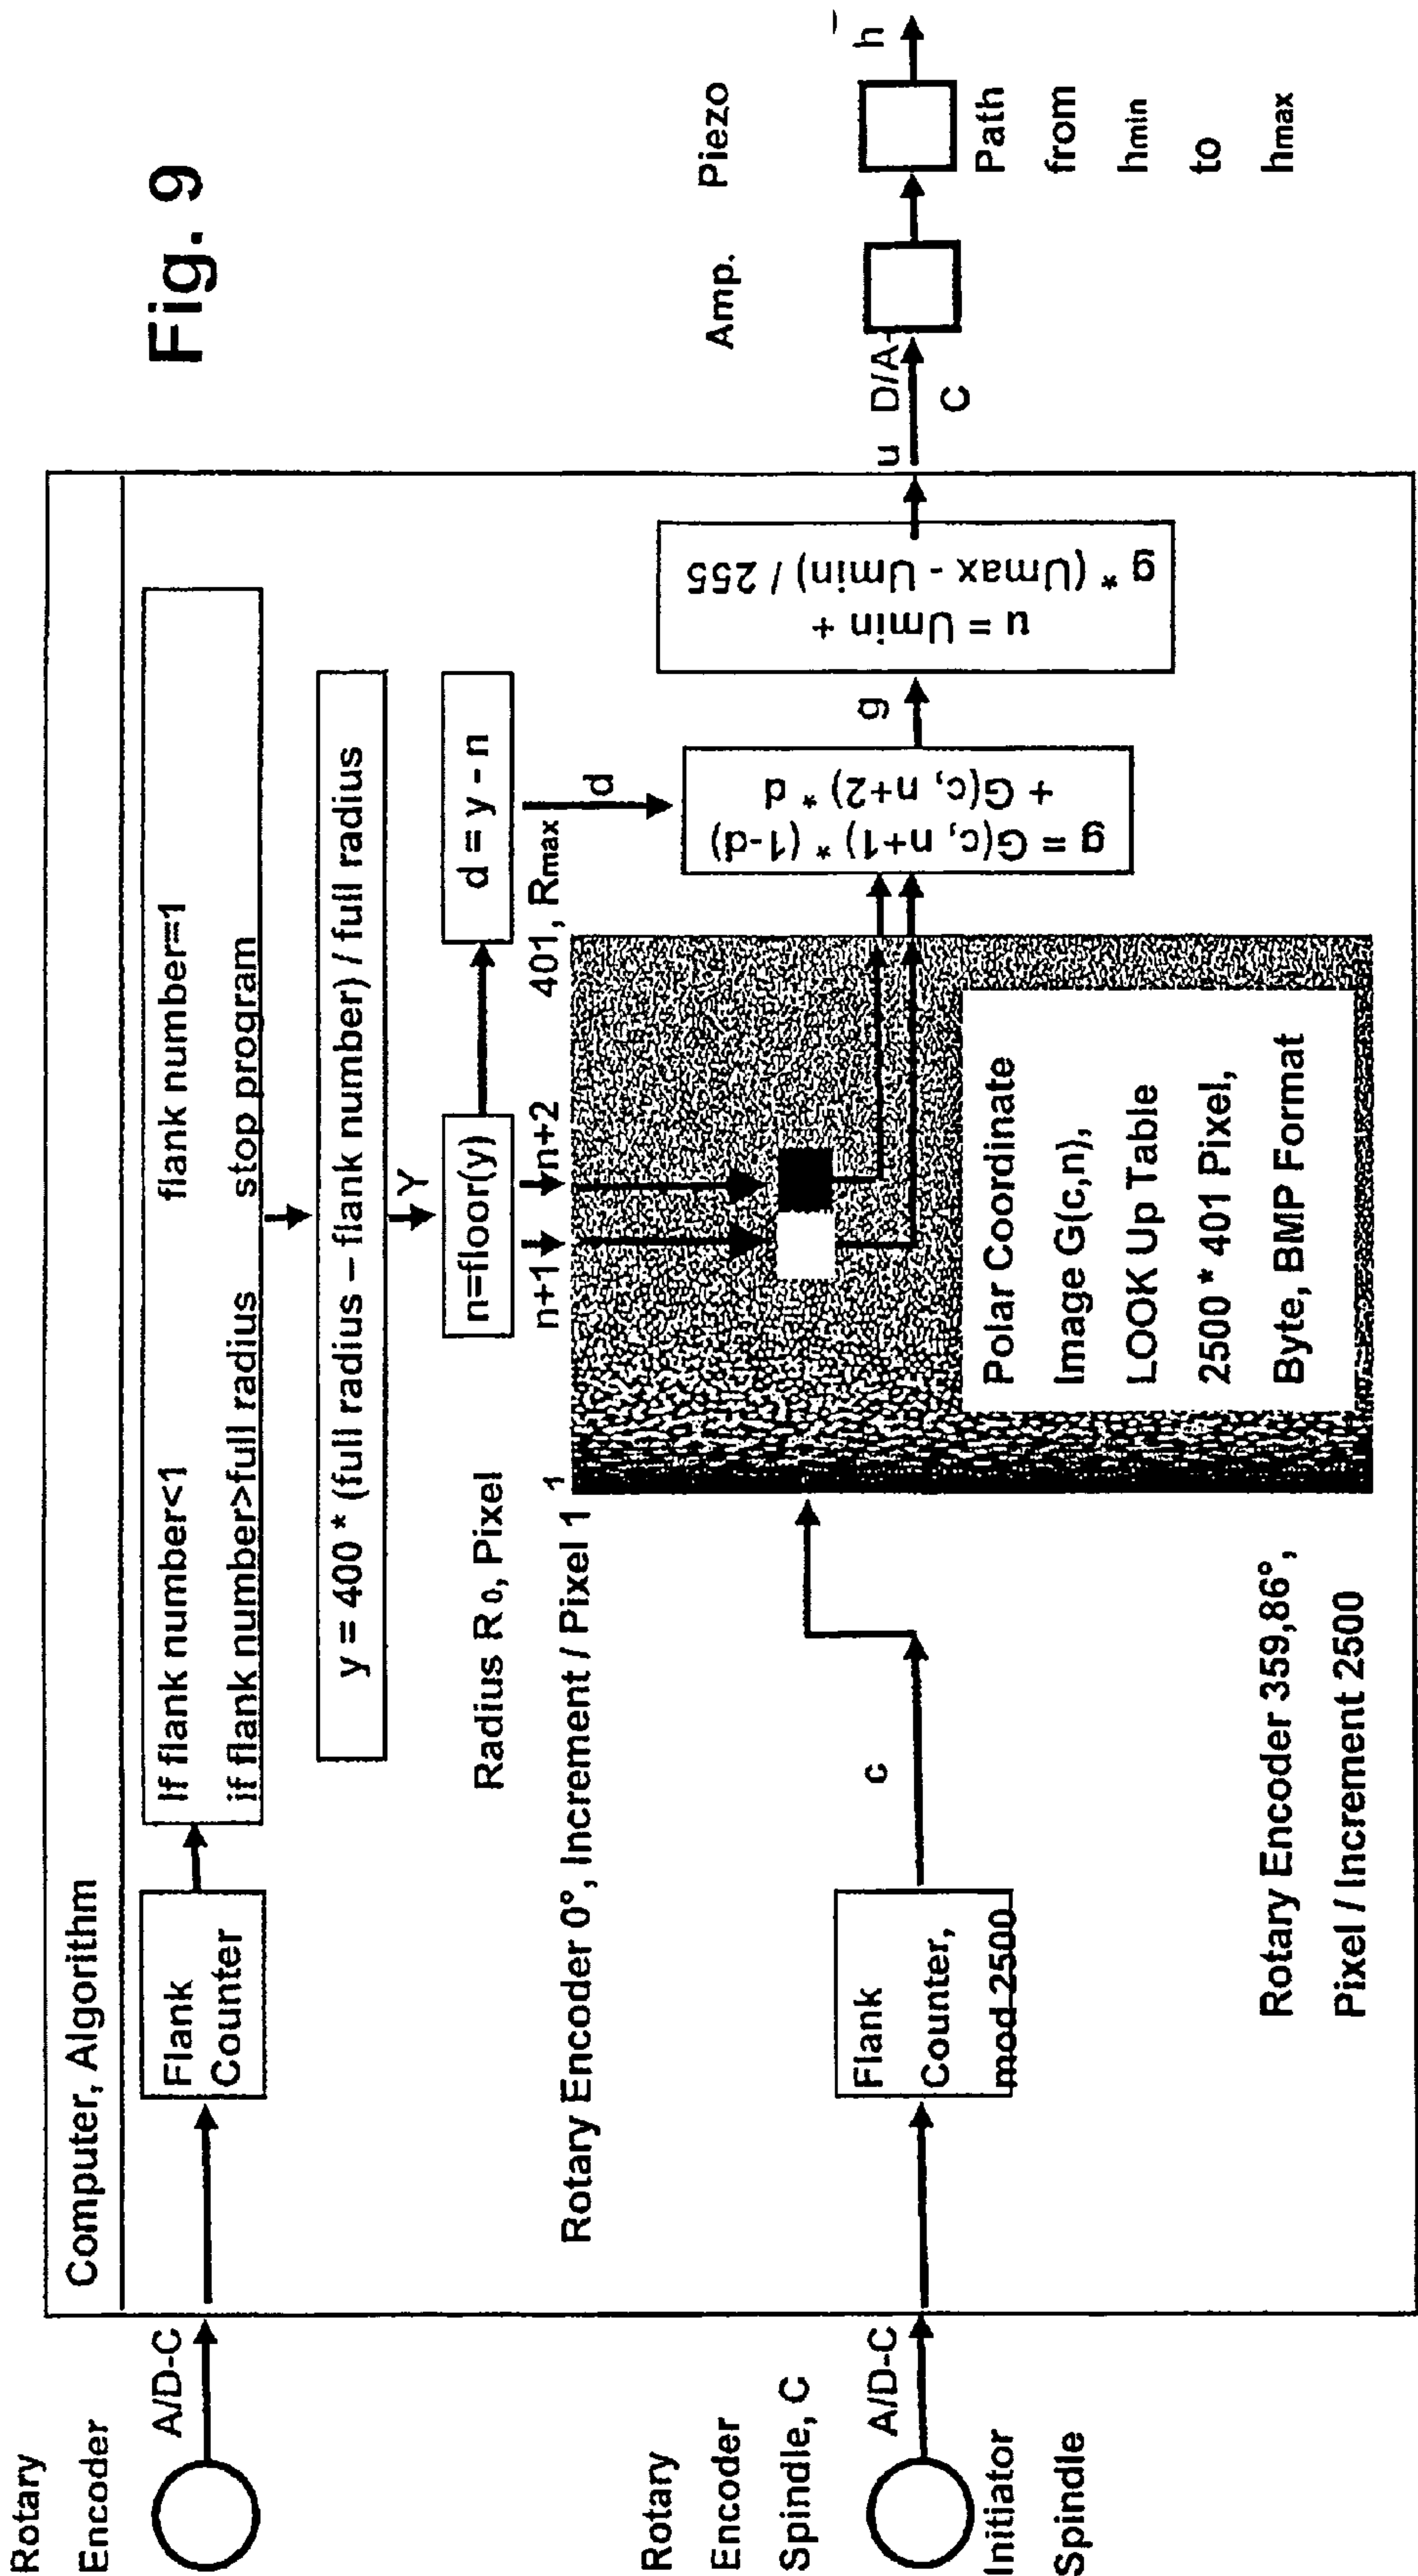 Fig. 9
Computer, Algorithm
Rotary
Encoder
A/D-C
Flank
Counter
If flank number<1 flank number=1
if flank number>full radius stop program
y = 400 * (full radius – flank number) / full radius
Y
n=floor(y)
d = y - n
d
Radius R0, Pixel
1
n+1
n+2
401, Rmax
Rotary Encoder 0°, Increment / Pixel 1
g = G(c, n+1) * (1-d)
+ G(c, n+2) * d
g
u = Umin +
g * (Umax - Umin) / 255
u
D/A-
C
Amp.
Piezo
h
Path
from
hmin
to
hmax
Rotary
Encoder
Spindle, C
A/D-C
Initiator
Spindle
Flank
Counter,
mod 2500
c
Polar Coordinate
Image G(c,n),
LOOK Up Table
2500 * 401 Pixel,
Byte, BMP Format
Rotary Encoder 359,86°,
Pixel / Increment 2500